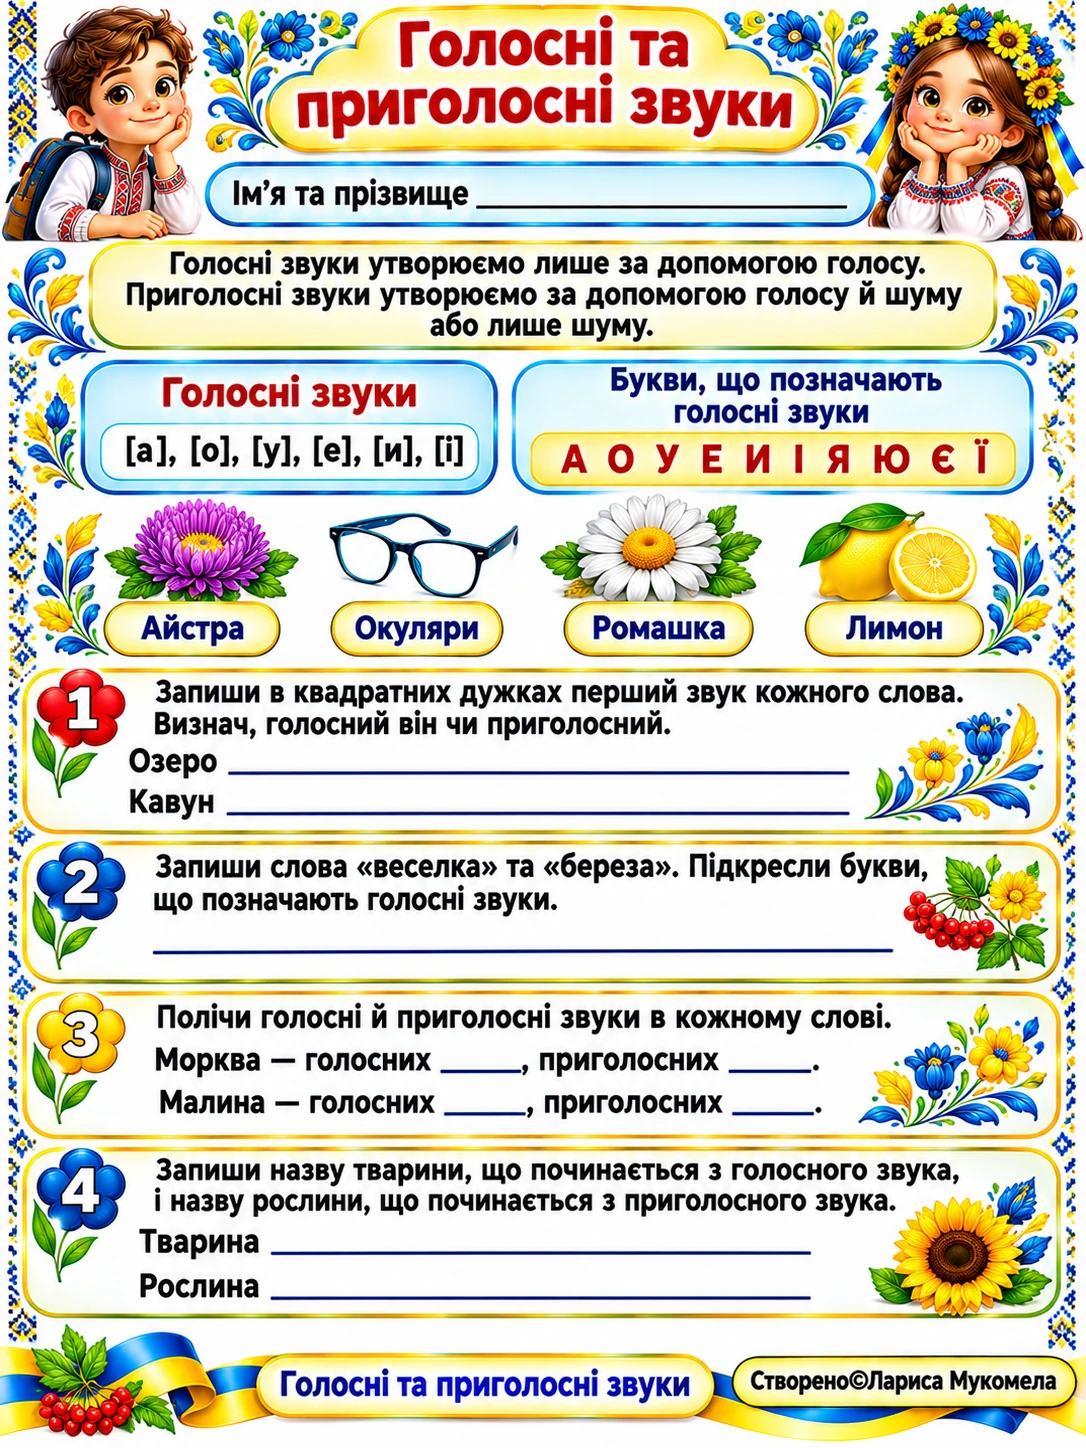 Голосні та
приголосні звуки
Ім’я та прізвище
Голосні звуки утворюємо лише за допомогою голосу.
Приголосні звуки утворюємо за допомогою голосу й шуму
або лише шуму.
Голосні звуки
[а], [о], [у], [е], [и], [і]
Букви, що позначають
голосні звуки
А О У Е И І Я Ю Є Ї
Айстра
Окуляри
Ромашка
Лимон
1
Запиши в квадратних дужках перший звук кожного слова.
Визнач, голосний він чи приголосний.
Озеро
Кавун
2
Запиши слова «веселка» та «береза». Підкресли букви,
що позначають голосні звуки.
3
Полічи голосні й приголосні звуки в кожному слові.
Морква — голосних _____, приголосних _____.
Малина — голосних _____, приголосних _____.
4
Запиши назву тварини, що починається з голосного звука,
і назву рослини, що починається з приголосного звука.
Тварина
Рослина
Голосні та приголосні звуки
Створено©Лариса Мукомела